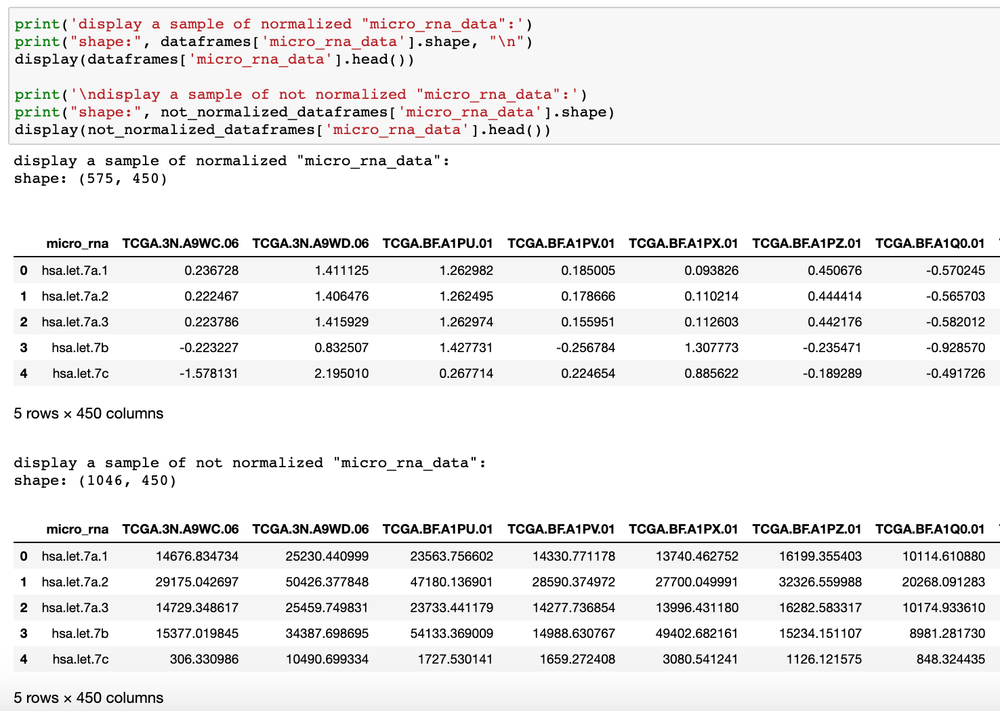 print('display a sample of normalized "micro_rna_data":')
print("shape:", dataframes['micro_rna_data'].shape, "\n")
display(dataframes['micro_rna_data'].head())
print('\ndisplay a sample of not normalized "micro_rna_data":')
print("shape:", not_normalized_dataframes['micro_rna_data'].shape)
display(not_normalized_dataframes['micro_rna_data'].head())
display a sample of normalized "micro_rna_data":
shape: (575, 450)
micro_rna TCGA.3N.A9WC.06 TCGA.3N.A9WD.06 TCGA.BF.A1PU.01 TCGA.BF.A1PV.01 TCGA.BF.A1PX.01 TCGA.BF.A1PZ.01 TCGA.BF.A1Q0.01
0 hsa.let.7a.1 0.236728 1.411125 1.262982 0.185005 0.093826 0.450676 -0.570245
1 hsa.let.7a.2 0.222467 1.406476 1.262495 0.178666 0.110214 0.444414 -0.565703
2 hsa.let.7a.3 0.223786 1.415929 1.262974 0.155951 0.112603 0.442176 -0.582012
3 hsa.let.7b -0.223227 0.832507 1.427731 -0.256784 1.307773 -0.235471 -0.928570
4 hsa.let.7c -1.578131 2.195010 0.267714 0.224654 0.885622 -0.189289 -0.491726
5 rows × 450 columns
display a sample of not normalized "micro_rna_data":
shape: (1046, 450)
micro_rna TCGA.3N.A9WC.06 TCGA.3N.A9WD.06 TCGA.BF.A1PU.01 TCGA.BF.A1PV.01 TCGA.BF.A1PX.01 TCGA.BF.A1PZ.01 TCGA.BF.A1Q0.01
0 hsa.let.7a.1 14676.834734 25230.440999 23563.756602 14330.771178 13740.462752 16199.355403 10114.610880
1 hsa.let.7a.2 29175.042697 50426.377848 47180.136901 28590.374972 27700.049991 32326.559988 20268.091283
2 hsa.let.7a.3 14729.348617 25459.749831 23733.441179 14277.736854 13996.431180 16282.583317 10174.933610
3 hsa.let.7b 15377.019845 34387.698695 54133.369009 14988.630767 49402.682161 15234.151107 8981.281730
4 hsa.let.7c 306.330986 10490.699334 1727.530141 1659.272408 3080.541241 1126.121575 848.324435
5 rows × 450 columns